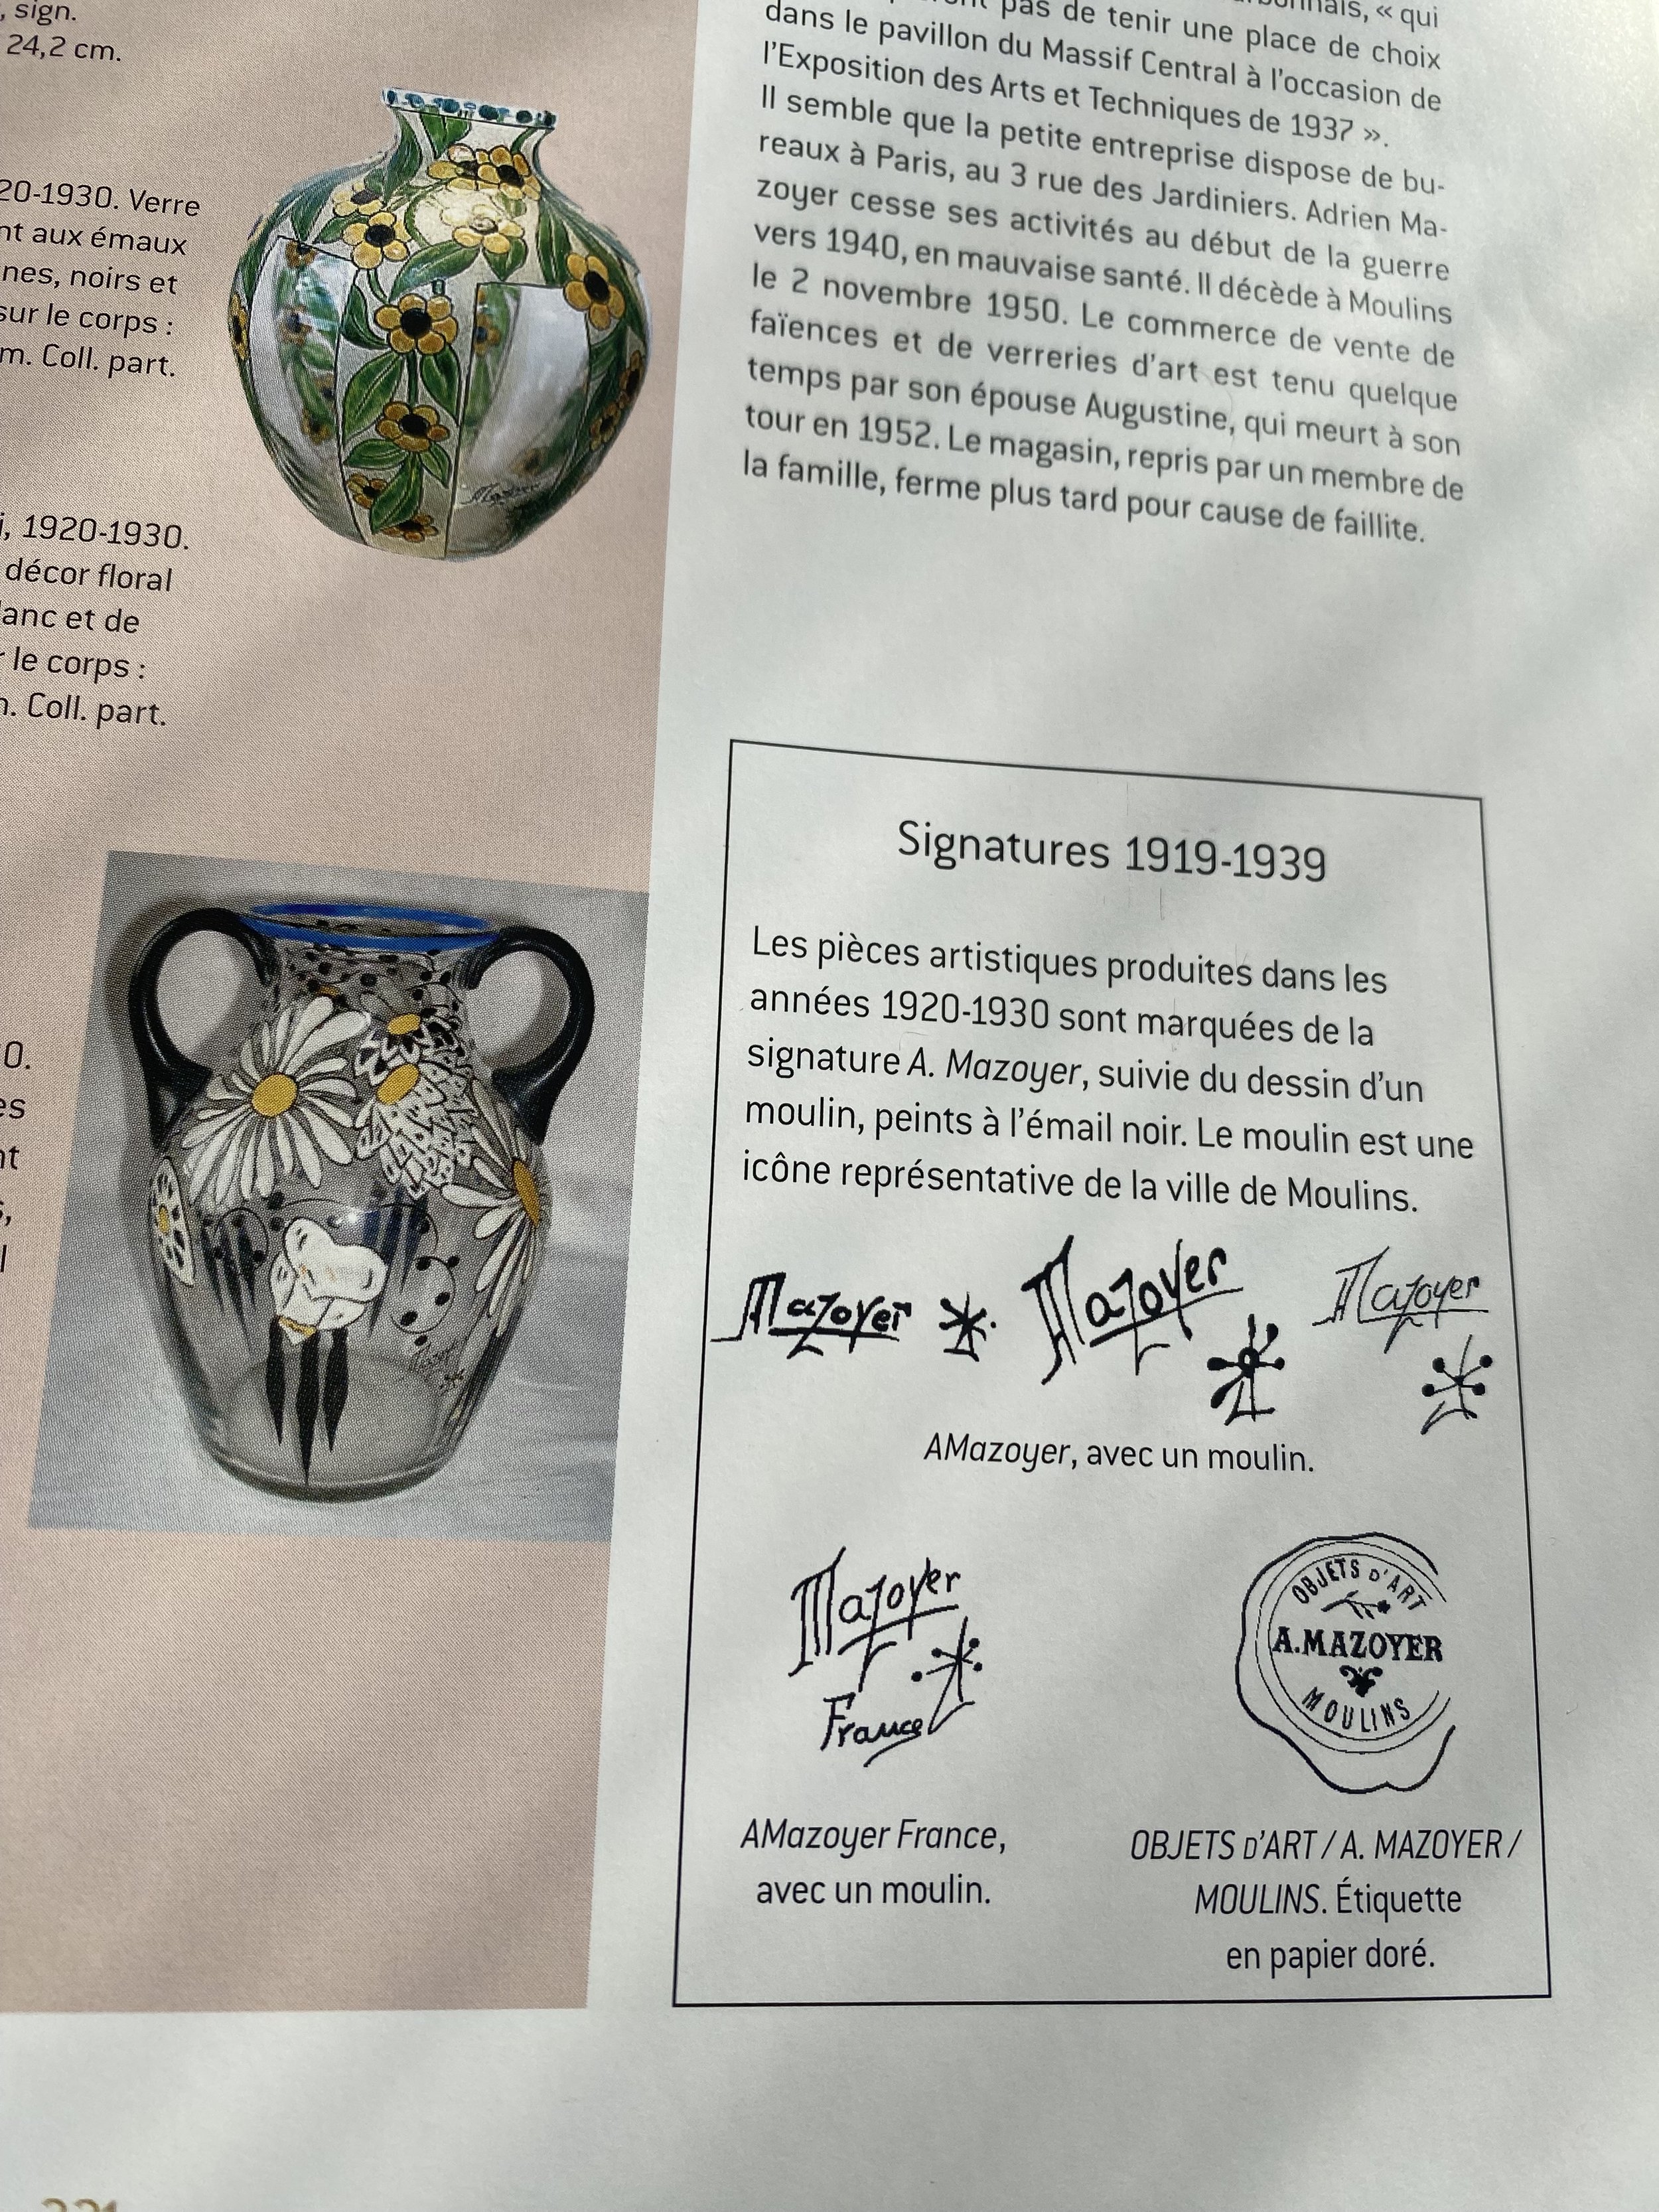 sign.
24,2 cm.
20-1930. Verre
nt aux émaux
nes, noirs et
sur le corps :
m. Coll. part.
i, 1920-1930.
décor floral
lanc et de
r le corps :
n. Coll. part.
0.
es
nt
s,
l
Mazoyer
« qui
pas de tenir une place de choix
dans le pavillon du Massif Central à l'occasion de
l'Exposition des Arts et Techniques de 1937 ».
Il semble que la petite entreprise dispose de bu-
reaux à Paris, au 3 rue des Jardiniers. Adrien Ma-
zoyer cesse ses activités au début de la guerre
vers 1940, en mauvaise santé. Il décède à Moulins
le 2 novembre 1950. Le commerce de vente de
faïences et de verreries d'art est tenu quelque
temps par son épouse Augustine, qui meurt à son
tour en 1952. Le magasin, repris par un membre de
la famille, ferme plus tard pour cause de faillite.
Signatures 1919-1939
Les pièces artistiques produites dans les
années 1920-1930 sont marquées de la
signature A. Mazoyer, suivie du dessin d'un
moulin, peints à l'émail noir. Le moulin est une
icône représentative de la ville de Moulins.
AMazoyer AMazoyer AMazoyer
AMazoyer, avec un moulin.
AMazoyer
France
OBJETS D'ART
A.MAZOYER
MOULINS
AMazoyer France,
avec un moulin.
OBJETS D'ART / A. MAZOYER /
MOULINS. Étiquette
en papier doré.